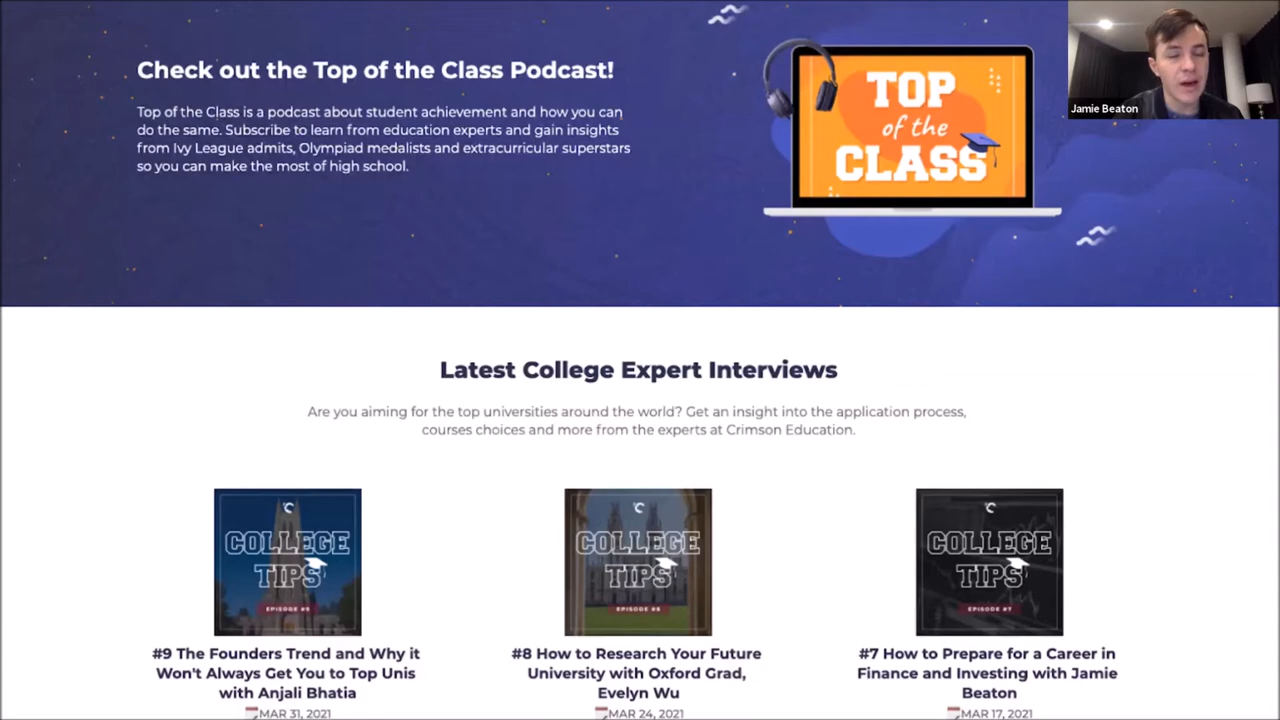 Check out the Top of the Class Podcast!
Top of the Class is a podcast about student achievement and how you can
do the same. Subscribe to learn from education experts and gain insights
from Ivy League admits, Olympiad medalists and extracurricular superstars
so you can make the most of high school.
TOP
of the
CLASS
Jamie Beaton
Latest College Expert Interviews
Are you aiming for the top universities around the world? Get an insight into the application process,
courses choices and more from the experts at Crimson Education.
COLLEGE
TIPS
EPISODE #9
#9 The Founders Trend and Why it
Won't Always Get You to Top Unis
with Anjali Bhatia
MAR 31, 2021
COLLEGE
TIPS
EPISODE #8
#8 How to Research Your Future
University with Oxford Grad,
Evelyn Wu
MAR 24, 2021
COLLEGE
TIPS
EPISODE #7
#7 How to Prepare for a Career in
Finance and Investing with Jamie
Beaton
MAR 17, 2021